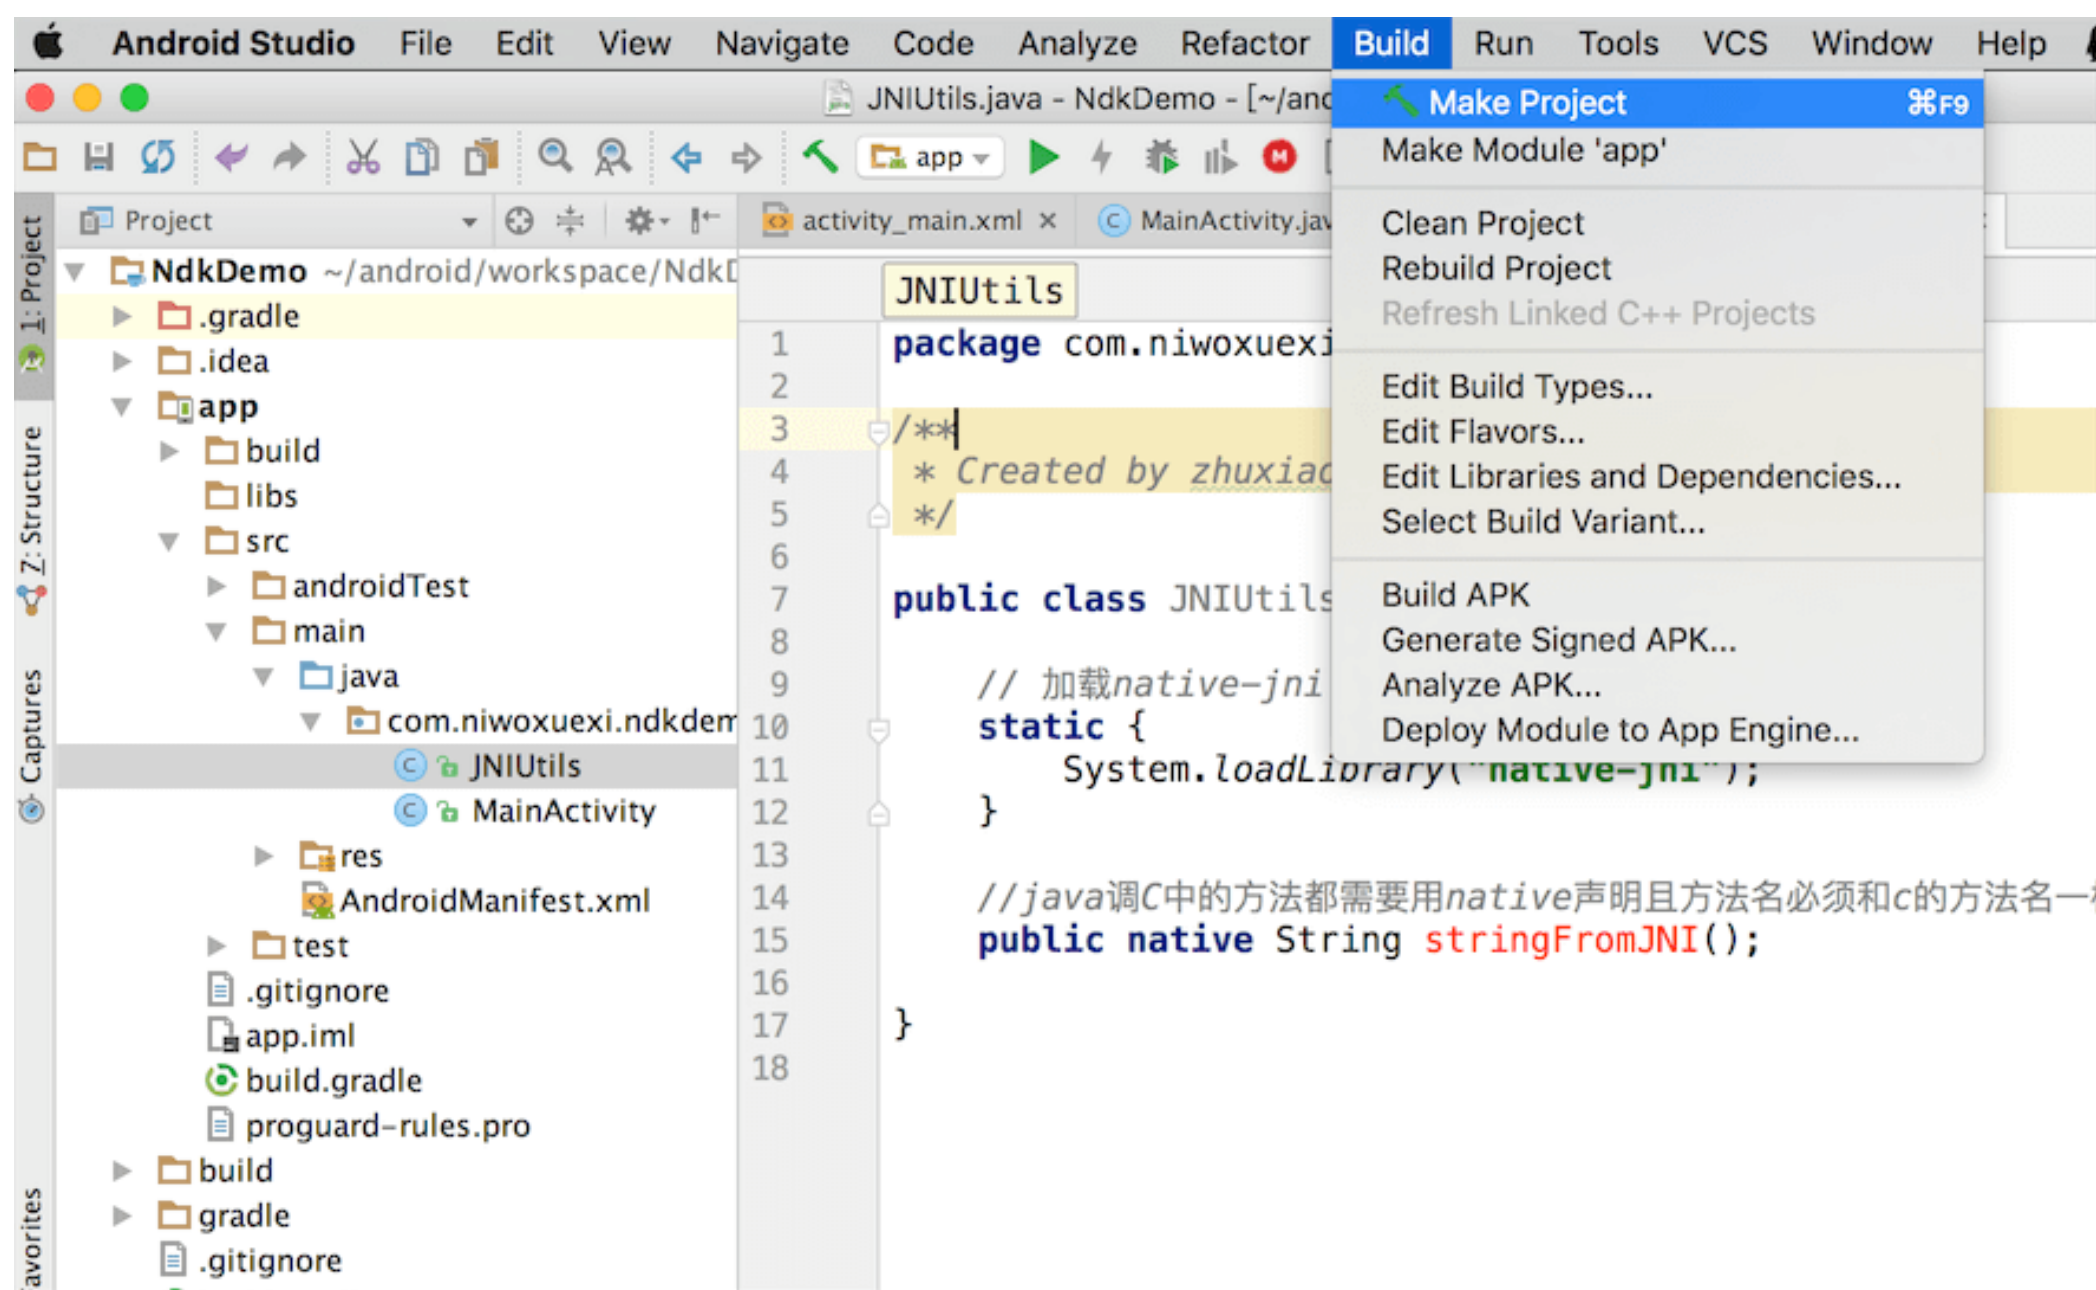 Android Studio File Edit View Navigate Code Analyze Refactor Build Run Tools VCS Window Help
JNIUtils.java - NdkDemo - [~/anc
Make Project ⌘F9
Make Module 'app'
Clean Project
Rebuild Project
Refresh Linked C++ Projects
Edit Build Types...
Edit Flavors...
Edit Libraries and Dependencies...
Select Build Variant...
Build APK
Generate Signed APK...
Analyze APK...
Deploy Module to App Engine...
app
1: Project
Z: Structure
Captures
avorites
Project
NdkDemo ~/android/workspace/NdkD
.gradle
.idea
app
build
libs
src
androidTest
main
java
com.niwoxuexi.ndkdem
JNIUtils
MainActivity
res
AndroidManifest.xml
test
.gitignore
app.iml
build.gradle
proguard-rules.pro
build
gradle
.gitignore
activity_main.xml × MainActivity.jav
JNIUtils
1 package com.niwoxuexi
2
3 /**
4 * Created by zhuxiao
5 */
6
7 public class JNIUtils
8
9 // 加载native-jni
10 static {
11 System.loadLibrary("native-jni");
12 }
13
14 //java调C中的方法都需要用native声明且方法名必须和c的方法名一
15 public native String stringFromJNI();
16
17 }
18